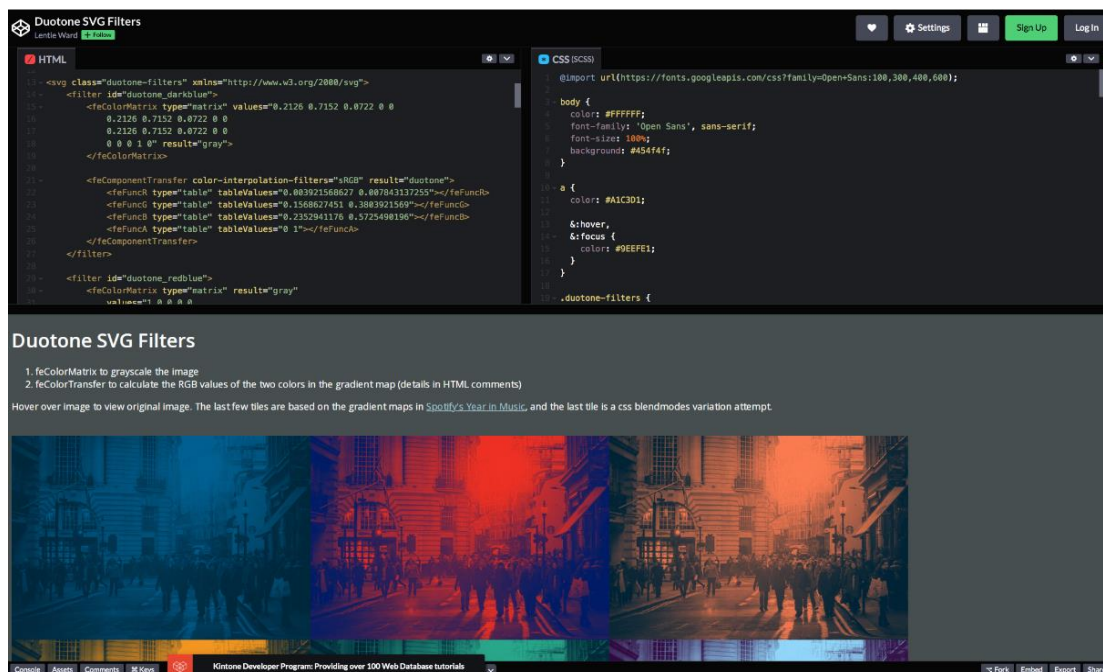 Duotone SVG Filters
Lentie Ward + Follow
Settings
Sign Up
Log In
HTML
<svg class="duotone-filters" xmlns="http://www.w3.org/2000/svg">
<filter id="duotone_darkblue">
<feColorMatrix type="matrix" values="0.2126 0.7152 0.0722 0 0
0.2126 0.7152 0.0722 0 0
0.2126 0.7152 0.0722 0 0
0 0 0 1 0" result="gray">
</feColorMatrix>
<feComponentTransfer color-interpolation-filters="sRGB" result="duotone">
<feFuncR type="table" tableValues="0.003921568627 0.007843137255"></feFuncR>
<feFuncG type="table" tableValues="0.1568627451 0.3803921569"></feFuncG>
<feFuncB type="table" tableValues="0.2352941176 0.5725490196"></feFuncB>
<feFuncA type="table" tableValues="0 1"></feFuncA>
</feComponentTransfer>
</filter>
<filter id="duotone_redblue">
<feColorMatrix type="matrix" result="gray"
values="1 0 0 0 0
CSS (SCSS)
@import url(https://fonts.googleapis.com/css?family=Open+Sans:100,300,400,600);
body {
color: #FFFFFF;
font-family: 'Open Sans', sans-serif;
font-size: 100%;
background: #454f4f;
}
a {
color: #A1C3D1;
&:hover,
&:focus {
color: #9EEFE1;
}
}
.duotone-filters {
Duotone SVG Filters
1. feColorMatrix to grayscale the image
2. feColorTransfer to calculate the RGB values of the two colors in the gradient map (details in HTML comments)
Hover over image to view original image. The last few tiles are based on the gradient maps in Spotify's Year in Music, and the last tile is a css blendmodes variation attempt.
Console Assets Comments ⌘ Keys
Kintone Developer Program: Providing over 100 Web Database tutorials
Fork Embed Export Share